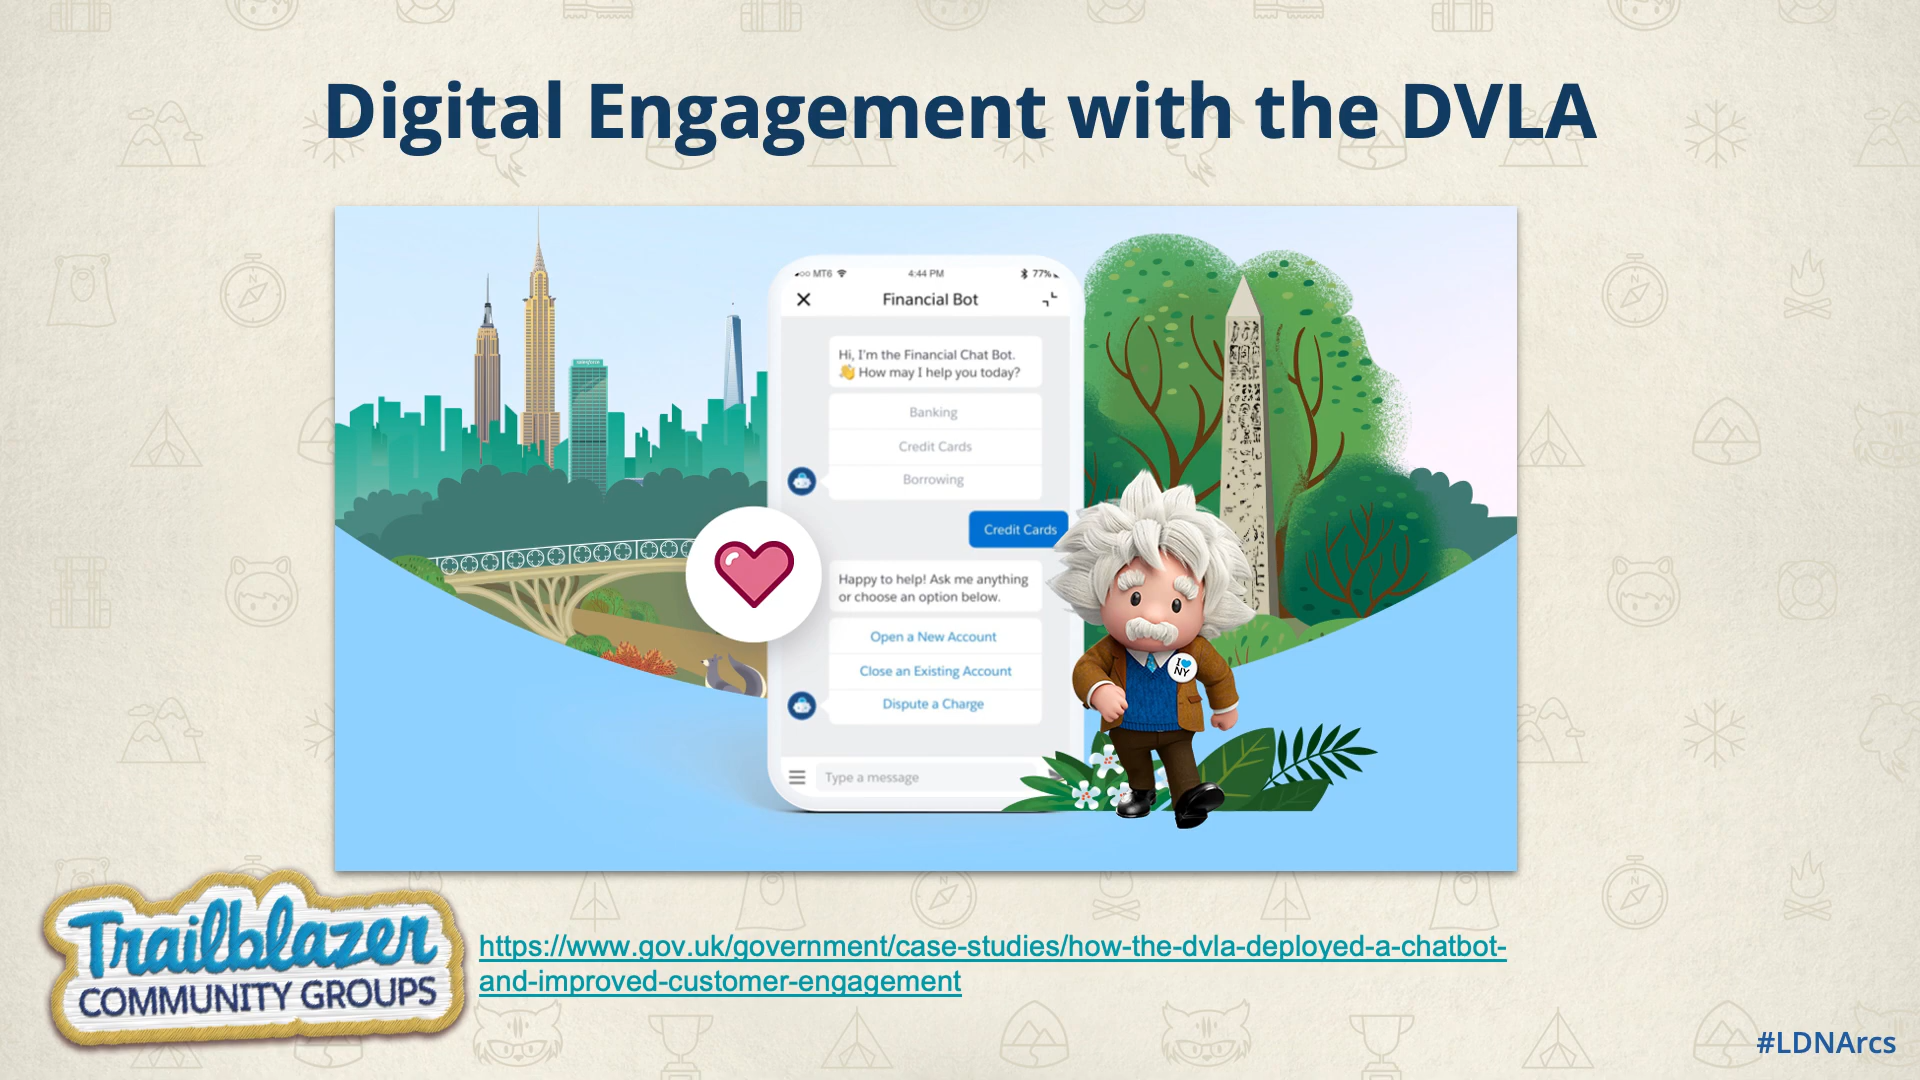 Digital Engagement with the DVLA
MT6
4:44 PM
77%
Financial Bot
Hi, I'm the Financial Chat Bot.
👋 How may I help you today?
Banking
Credit Cards
Borrowing
Credit Cards
Happy to help! Ask me anything
or choose an option below.
Open a New Account
Close an Existing Account
Dispute a Charge
Type a message
I
NY
Trailblazer
COMMUNITY GROUPS
https://www.gov.uk/government/case-studies/how-the-dvla-deployed-a-chatbot-
and-improved-customer-engagement
#LDNArcs